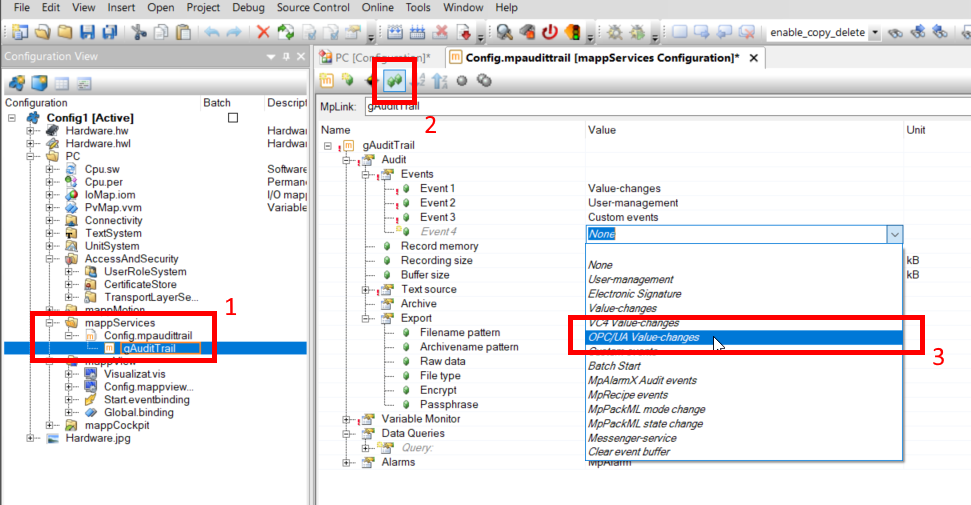 File Edit View Insert Open Project Debug Source Control Online Tools Window Help
enable_copy_delete
Configuration View
PC [Configuration]*
Config.mpaudittrail [mappServices Configuration]*
2
MpLink: gAuditTrail
Configuration Batch Descript
Config1 [Active]
Hardware.hw Hardwa
Hardware.hwl Hardwa
PC
Cpu.sw Software
Cpu.per Perman
IoMap.iom I/O map
PvMap.vvm Variable
Connectivity
TextSystem
UnitSystem
AccessAndSecurity
UserRoleSystem
CertificateStore
TransportLayerSe...
mappMotion
1
mappServices
Config.mpaudittrail
gAuditTrail
mappView
Visualizat.vis
Config.mappview...
Start.eventbinding
Global.binding
mappCockpit
Hardware.jpg
Name Value Unit
gAuditTrail
Audit
Events
Event 1 Value-changes
Event 2 User-management
Event 3 Custom events
Event 4 None
Record memory
Recording size kB
Buffer size kB
Text source
Archive
Export
Filename pattern
Archivename pattern
Raw data
File type
Encrypt
Passphrase
Variable Monitor
Data Queries
Query:
Alarms MpAlarm
None
User-management
Electronic Signature
Value-changes
VC4 Value-changes
OPC/UA Value-changes
3
Custom events
Batch Start
MpAlarmX Audit events
MpRecipe events
MpPackML mode change
MpPackML state change
Messenger-service
Clear event buffer